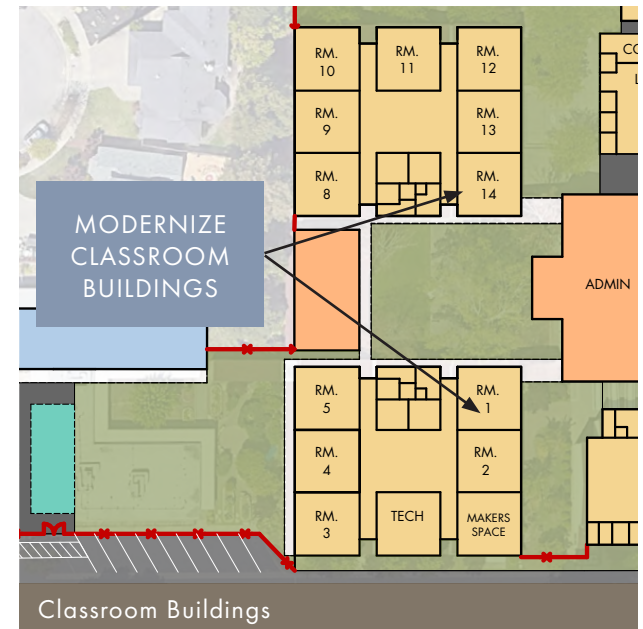 RM.
10
RM.
11
RM.
12
RM.
9
RM.
13
RM.
8
RM.
14
MODERNIZE
CLASSROOM
BUILDINGS
ADMIN
RM.
5
RM.
1
RM.
4
RM.
2
RM.
3
TECH
MAKERS
SPACE
Classroom Buildings